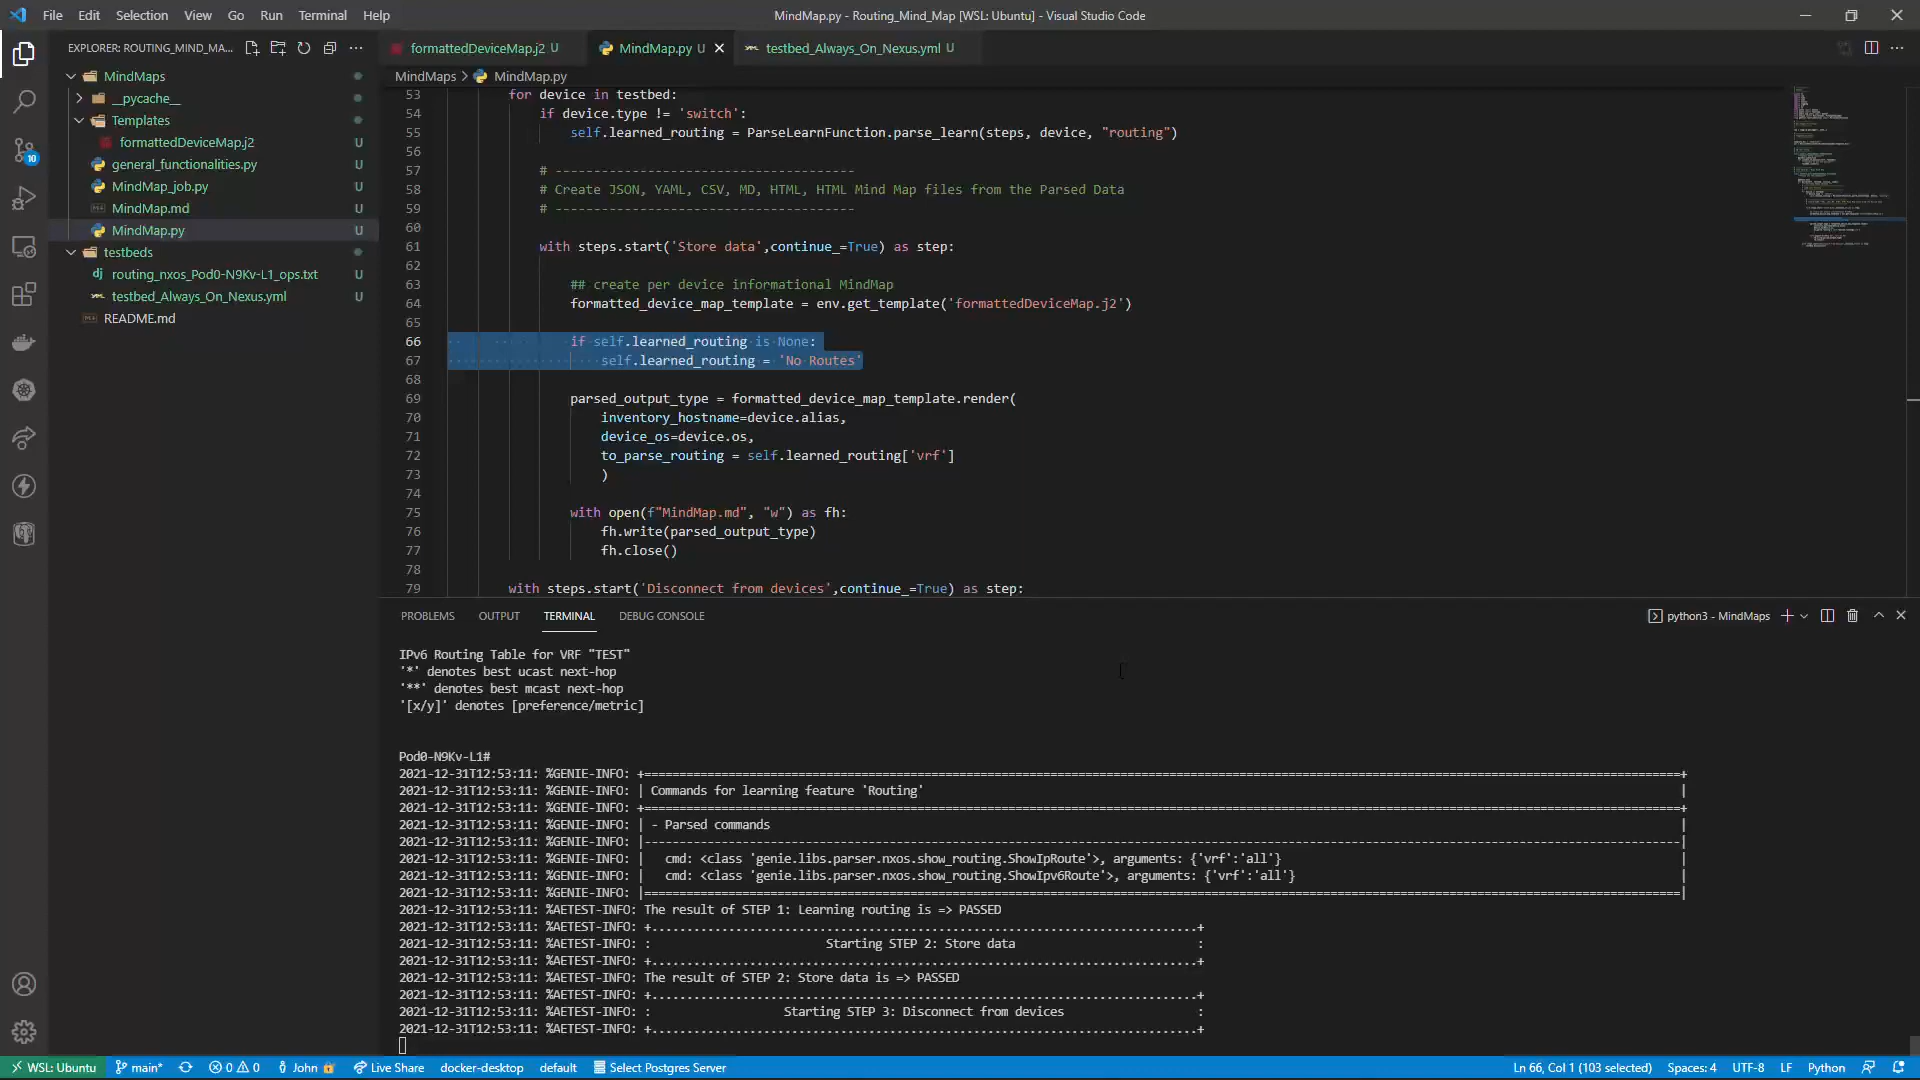 File Edit Selection View Go Run Terminal Help MindMap.py - Routing_Mind_Map [WSL: Ubuntu] - Visual Studio Code
EXPLORER: ROUTING_MIND_MA...
MindMaps
__pycache__
Templates
formattedDeviceMap.j2 U
general_functionalities.py U
MindMap_job.py U
MindMap.md U
MindMap.py U
testbeds
routing_nxos_Pod0-N9Kv-L1_ops.txt U
testbed_Always_On_Nexus.yml U
README.md
10
formattedDeviceMap.j2 U MindMap.py U testbed_Always_On_Nexus.yml U
MindMaps > MindMap.py
53 for device in testbed:
54 if device.type != 'switch':
55 self.learned_routing = ParseLearnFunction.parse_learn(steps, device, "routing")
56
57 # ---------------------------------------
58 # Create JSON, YAML, CSV, MD, HTML, HTML Mind Map files from the Parsed Data
59 # ---------------------------------------
60
61 with steps.start('Store data',continue_=True) as step:
62
63 ## create per device informational MindMap
64 formatted_device_map_template = env.get_template('formattedDeviceMap.j2')
65
66 if self.learned_routing is None:
67 self.learned_routing = 'No Routes'
68
69 parsed_output_type = formatted_device_map_template.render(
70 inventory_hostname=device.alias,
71 device_os=device.os,
72 to_parse_routing = self.learned_routing['vrf']
73 )
74
75 with open(f"MindMap.md", "w") as fh:
76 fh.write(parsed_output_type)
77 fh.close()
78
79 with steps.start('Disconnect from devices',continue_=True) as step:
PROBLEMS OUTPUT TERMINAL DEBUG CONSOLE python3 - MindMaps
IPv6 Routing Table for VRF "TEST"
'*' denotes best ucast next-hop
'**' denotes best mcast next-hop
'[x/y]' denotes [preference/metric]
Pod0-N9Kv-L1#
2021-12-31T12:53:11: %GENIE-INFO: +====================+
2021-12-31T12:53:11: %GENIE-INFO: | Commands for learning feature 'Routing' |
2021-12-31T12:53:11: %GENIE-INFO: +====================+
2021-12-31T12:53:11: %GENIE-INFO: | - Parsed commands |
2021-12-31T12:53:11: %GENIE-INFO: |--------------------|
2021-12-31T12:53:11: %GENIE-INFO: | cmd: <class 'genie.libs.parser.nxos.show_routing.ShowIpRoute'>, arguments: {'vrf':'all'} |
2021-12-31T12:53:11: %GENIE-INFO: | cmd: <class 'genie.libs.parser.nxos.show_routing.ShowIpv6Route'>, arguments: {'vrf':'all'} |
2021-12-31T12:53:11: %GENIE-INFO: |====================|
2021-12-31T12:53:11: %AETEST-INFO: The result of STEP 1: Learning routing is => PASSED
2021-12-31T12:53:11: %AETEST-INFO: +....................+
2021-12-31T12:53:11: %AETEST-INFO: : Starting STEP 2: Store data :
2021-12-31T12:53:11: %AETEST-INFO: +....................+
2021-12-31T12:53:11: %AETEST-INFO: The result of STEP 2: Store data is => PASSED
2021-12-31T12:53:11: %AETEST-INFO: +....................+
2021-12-31T12:53:11: %AETEST-INFO: : Starting STEP 3: Disconnect from devices :
2021-12-31T12:53:11: %AETEST-INFO: +....................+
WSL: Ubuntu main* 0 0 John Live Share docker-desktop default Select Postgres Server Ln 66, Col 1 (103 selected) Spaces: 4 UTF-8 LF Python